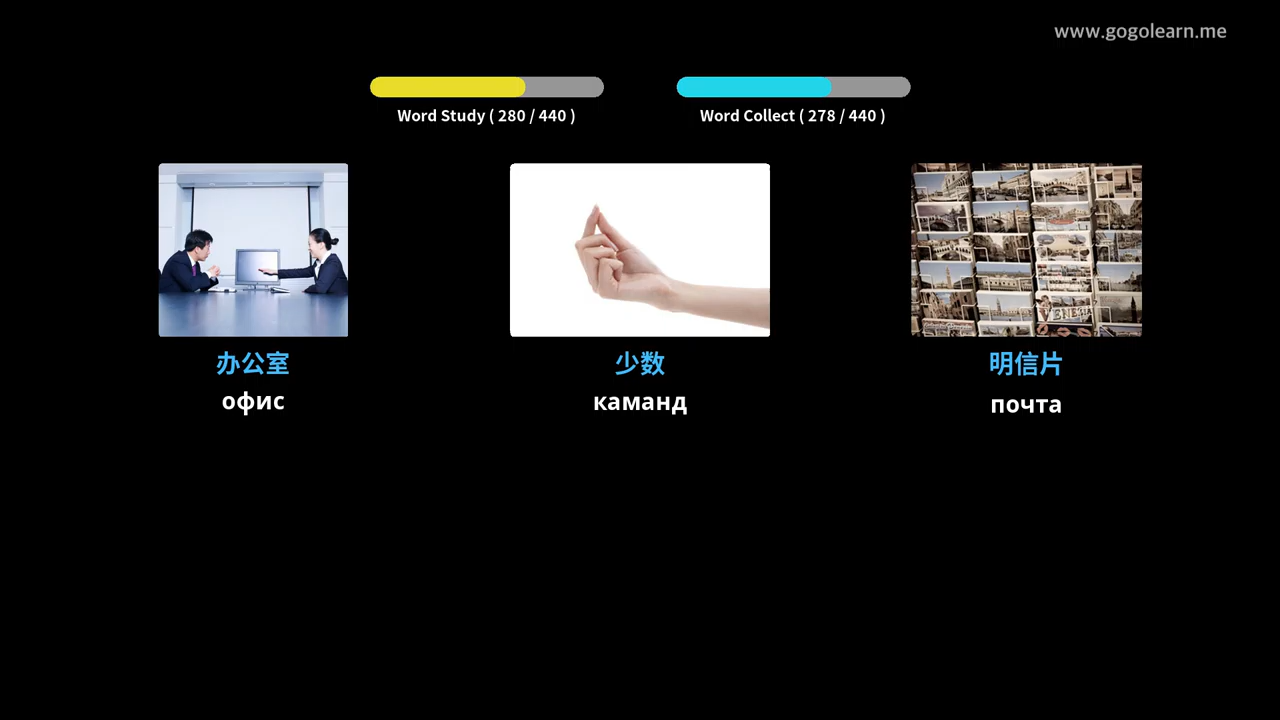 www.gogolearn.me
Word Study ( 280 / 440 )
Word Collect ( 278 / 440 )
办公室
少数
明信片
офис
каманд
почта
VENEZIA